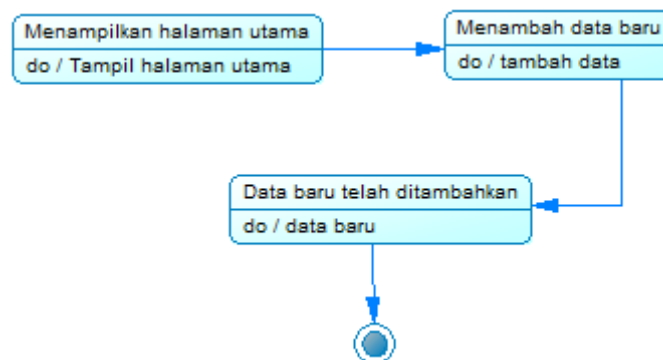 Menampilkan halaman utama
do / Tampil halaman utama
Menambah data baru
do / tambah data
Data baru telah ditambahkan
do / data baru